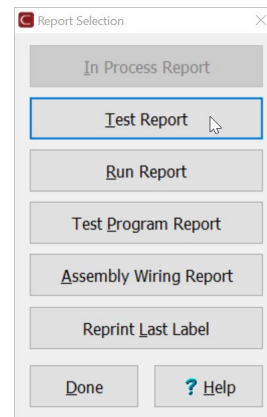 Report Selection
In Process Report
Test Report
Run Report
Test Program Report
Assembly Wiring Report
Reprint Last Label
Done
? Help